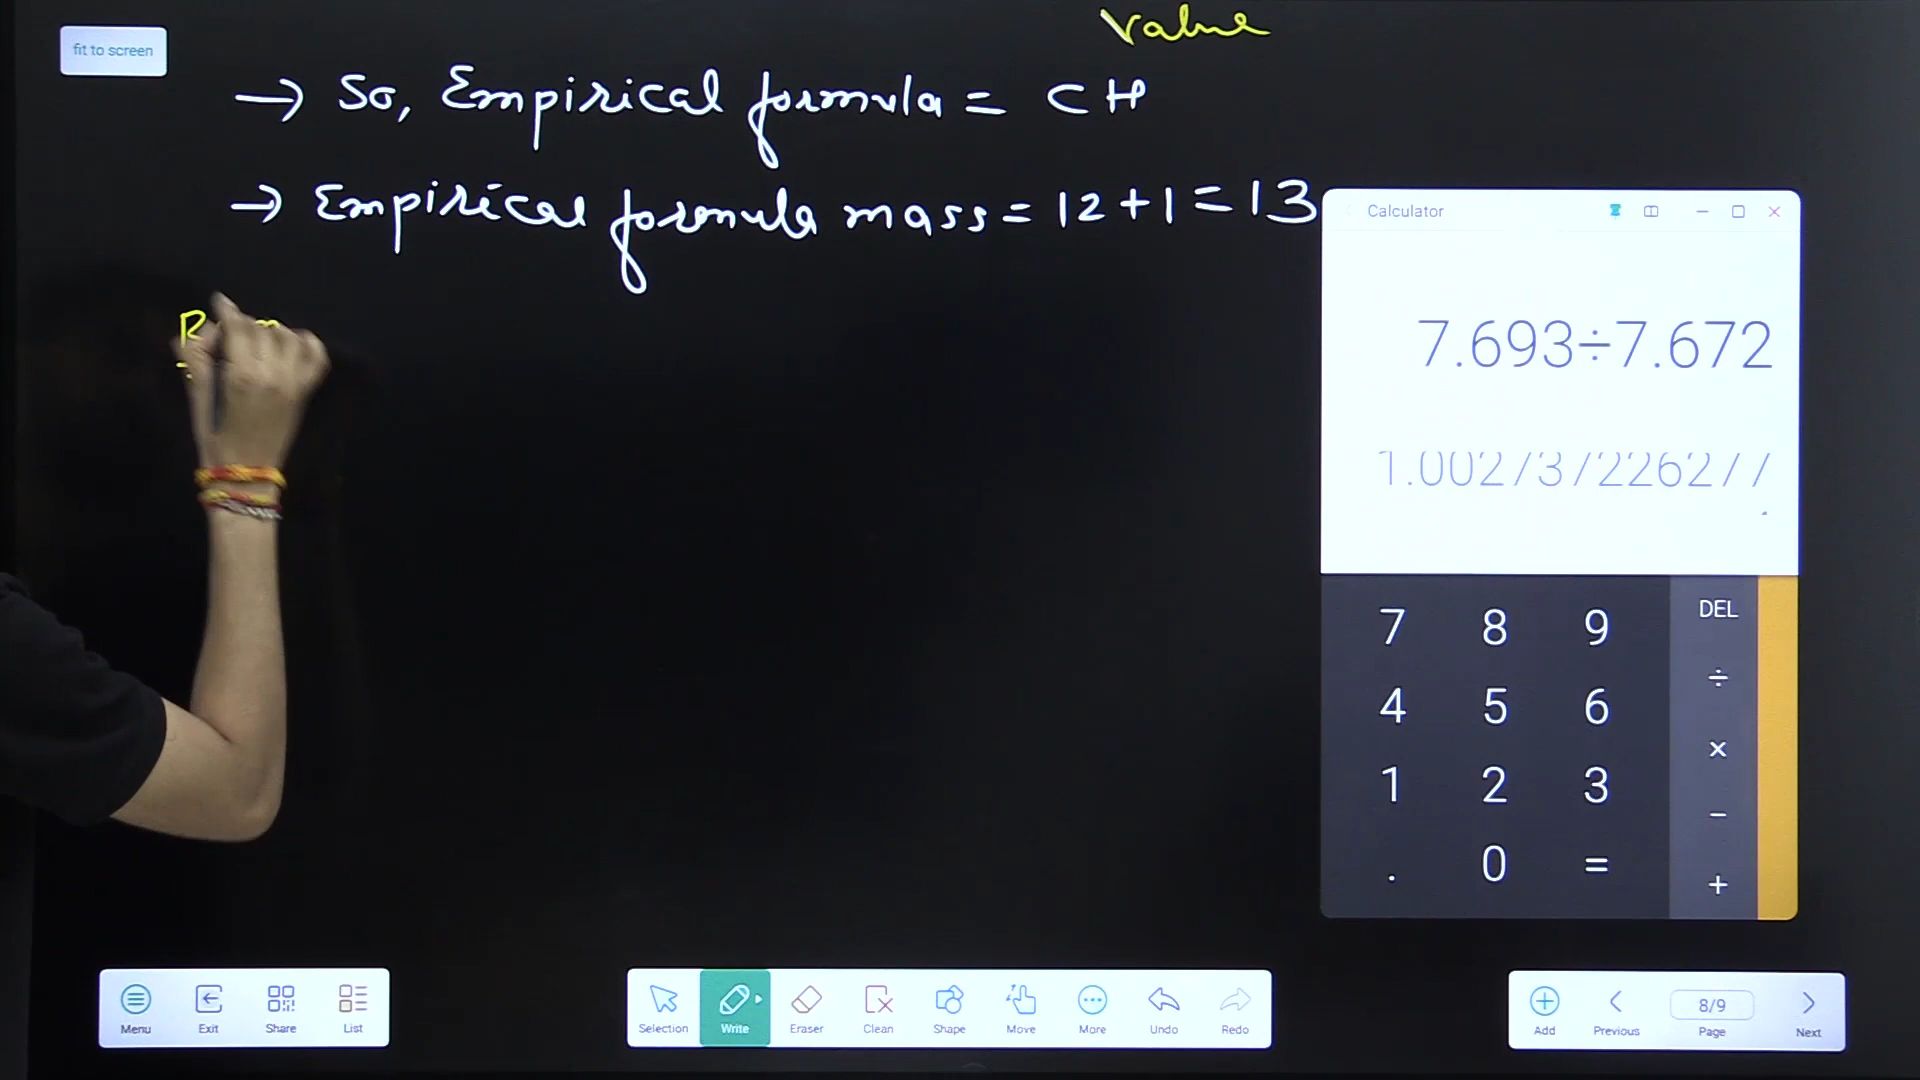 Value
fit to screen
→ So, Empirical formula = CH
→ Empirical formula mass = 12+1=13
Calculator
7.693÷7.672
1.002737226277
7 8 9 DEL
÷
4 5 6
×
1 2 3
−
. 0 =
+
Menu Exit Share List
Selection Write Eraser Clean Shape Move More Undo Redo
Add Previous 8/9 Page Next